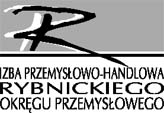 IZBA PRZEMYSŁOWO-HANDLOWA
RYBNICKIEGO
OKRĘGU PRZEMYSŁOWEGO